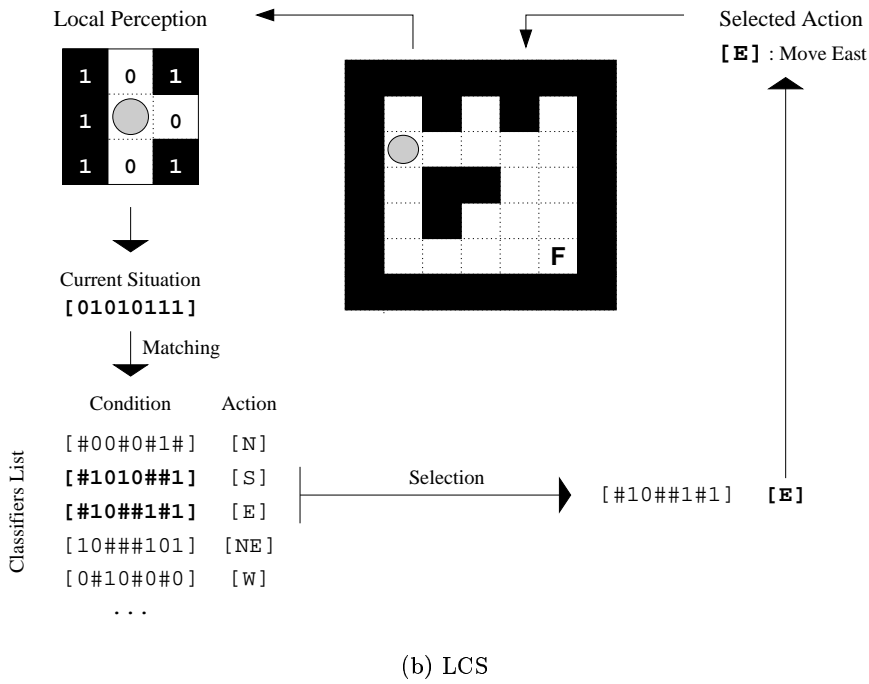 Local Perception
Selected Action
[E] : Move East
1 0 1
1 0
1 0 1
F
Current Situation
[01010111]
Matching
Condition Action
Classifiers List
[#00#0#1#] [N]
[#1010##1] [S]
[#10##1#1] [E]
[10###101] [NE]
[0#10#0#0] [W]
...
Selection
[#10##1#1] [E]
(b) LCS